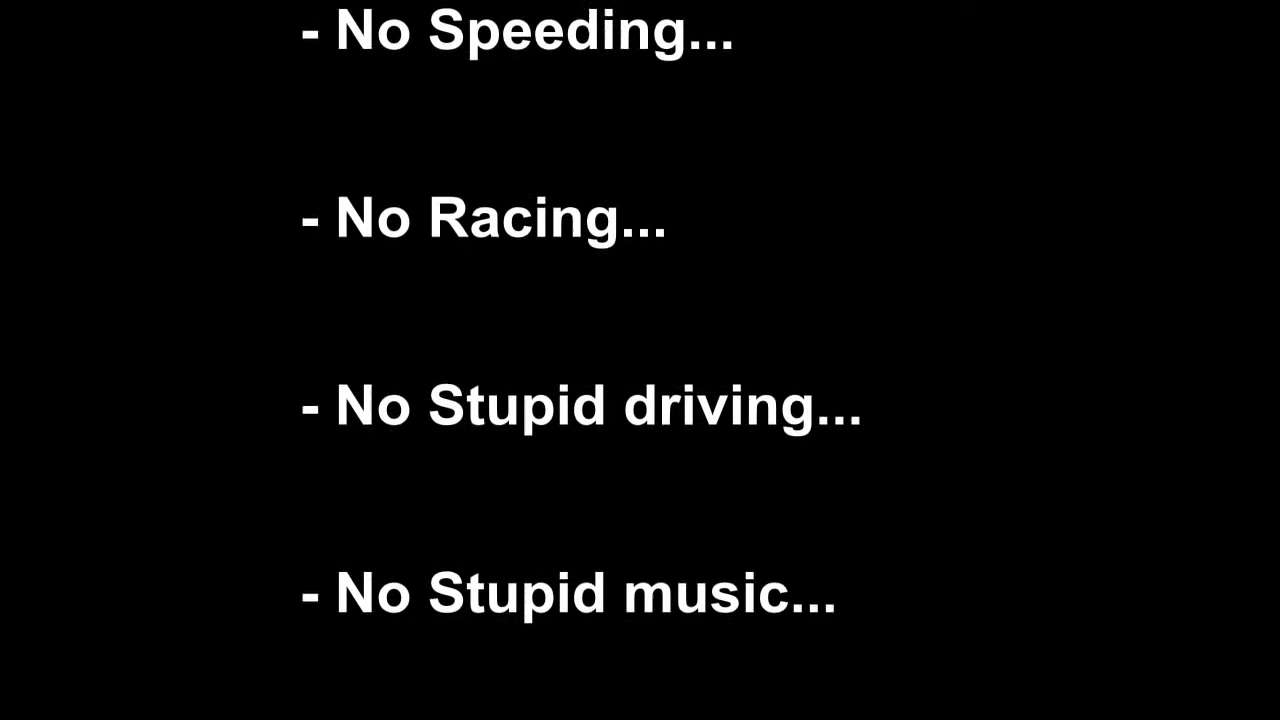 - No Speeding...
- No Racing...
- No Stupid driving...
- No Stupid music...